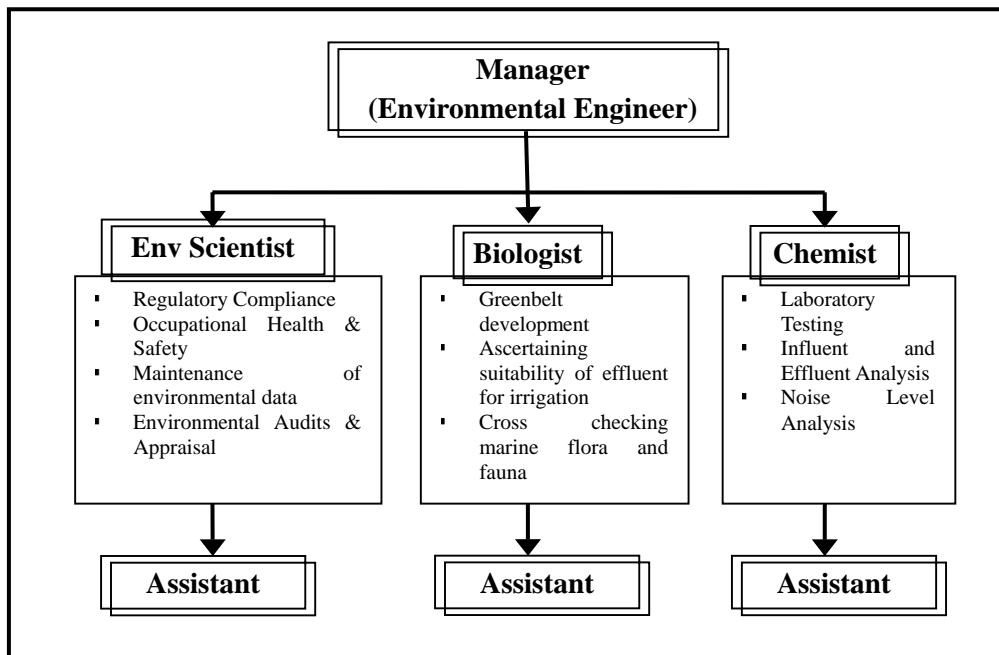 Manager
(Environmental Engineer)
Env Scientist
▪ Regulatory Compliance
▪ Occupational Health &
Safety
▪ Maintenance of
environmental data
▪ Environmental Audits &
Appraisal
Biologist
▪ Greenbelt
development
▪ Ascertaining
suitability of effluent
for irrigation
▪ Cross checking
marine flora and
fauna
Chemist
▪ Laboratory
Testing
▪ Influent and
Effluent Analysis
▪ Noise Level
Analysis
Assistant
Assistant
Assistant